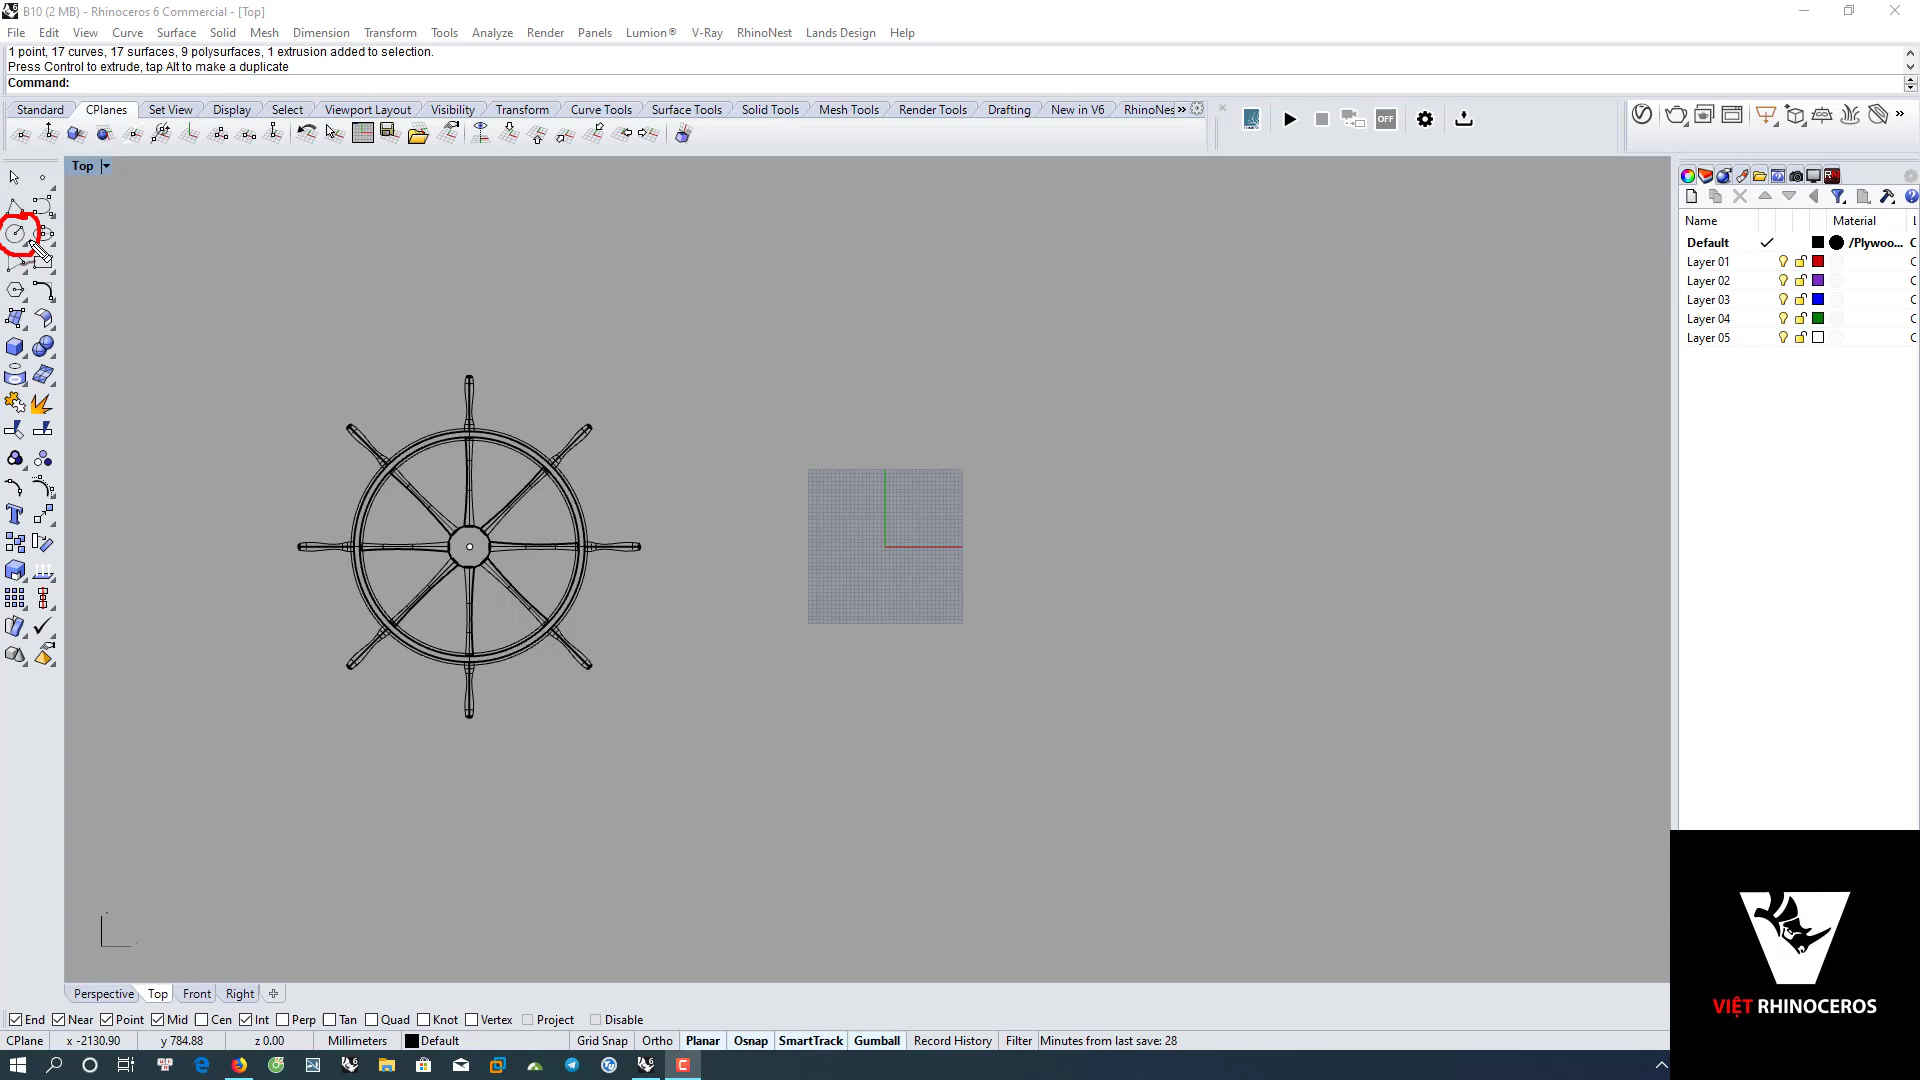 B10 (2 MB) - Rhinoceros 6 Commercial - [Top]
File Edit View Curve Surface Solid Mesh Dimension Transform Tools Analyze Render Panels Lumion® V-Ray RhinoNest Lands Design Help
1 point, 17 curves, 17 surfaces, 9 polysurfaces, 1 extrusion added to selection.
Press Control to extrude, tap Alt to make a duplicate
Command:
Standard CPlanes Set View Display Select Viewport Layout Visibility Transform Curve Tools Surface Tools Solid Tools Mesh Tools Render Tools Drafting New in V6 RhinoNes »
OFF
Top
Name Material L
Default /Plywoo... C
Layer 01 C
Layer 02 C
Layer 03 C
Layer 04 C
Layer 05 C
VIỆT RHINOCEROS
Perspective Top Front Right
End Near Point Mid Cen Int Perp Tan Quad Knot Vertex Project Disable
CPlane x -2130.90 y 784.88 z 0.00 Millimeters Default Grid Snap Ortho Planar Osnap SmartTrack Gumball Record History Filter Minutes from last save: 28